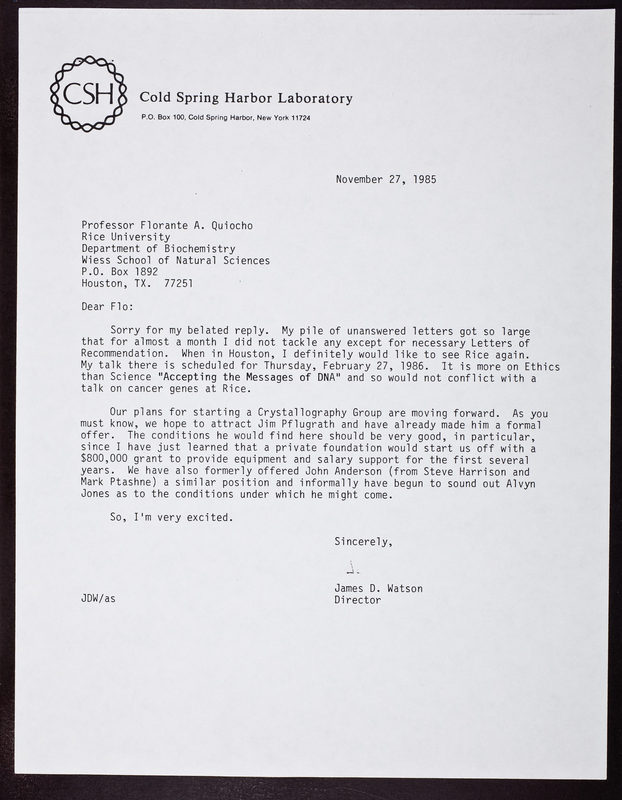 CSH
Cold Spring Harbor Laboratory
P.O. Box 100, Cold Spring Harbor, New York 11724
November 27, 1985
Professor Florante A. Quiocho
Rice University
Department of Biochemistry
Wiess School of Natural Sciences
P.O. Box 1892
Houston, TX. 77251
Dear Flo:
Sorry for my belated reply. My pile of unanswered letters got so large
that for almost a month I did not tackle any except for necessary Letters of
Recommendation. When in Houston, I definitely would like to see Rice again.
My talk there is scheduled for Thursday, February 27, 1986. It is more on Ethics
than Science "Accepting the Messages of DNA" and so would not conflict with a
talk on cancer genes at Rice.
Our plans for starting a Crystallography Group are moving forward. As you
must know, we hope to attract Jim Pflugrath and have already made him a formal
offer. The conditions he would find here should be very good, in particular,
since I have just learned that a private foundation would start us off with a
$800,000 grant to provide equipment and salary support for the first several
years. We have also formerly offered John Anderson (from Steve Harrison and
Mark Ptashne) a similar position and informally have begun to sound out Alvyn
Jones as to the conditions under which he might come.
So, I'm very excited.
Sincerely,
J.
James D. Watson
JDW/as Director